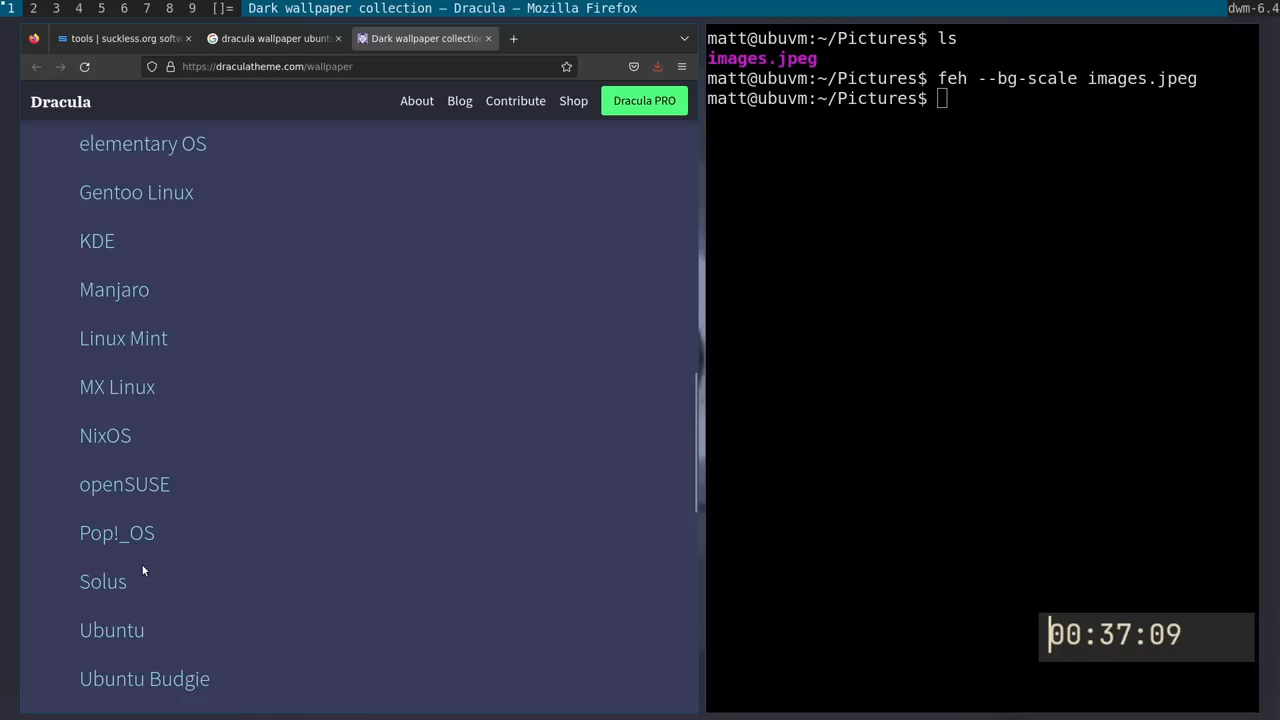 1 2 3 4 5 6 7 8 9 []= Dark wallpaper collection — Dracula — Mozilla Firefox dwm-6.4
tools | suckless.org softw × dracula wallpaper ubuntu × Dark wallpaper collection × +
https://draculatheme.com/wallpaper
Dracula About Blog Contribute Shop Dracula PRO
elementary OS
Gentoo Linux
KDE
Manjaro
Linux Mint
MX Linux
NixOS
openSUSE
Pop!_OS
Solus
Ubuntu
Ubuntu Budgie
matt@ubuvm:~/Pictures$ ls
images.jpeg
matt@ubuvm:~/Pictures$ feh --bg-scale images.jpeg
matt@ubuvm:~/Pictures$
00:37:09